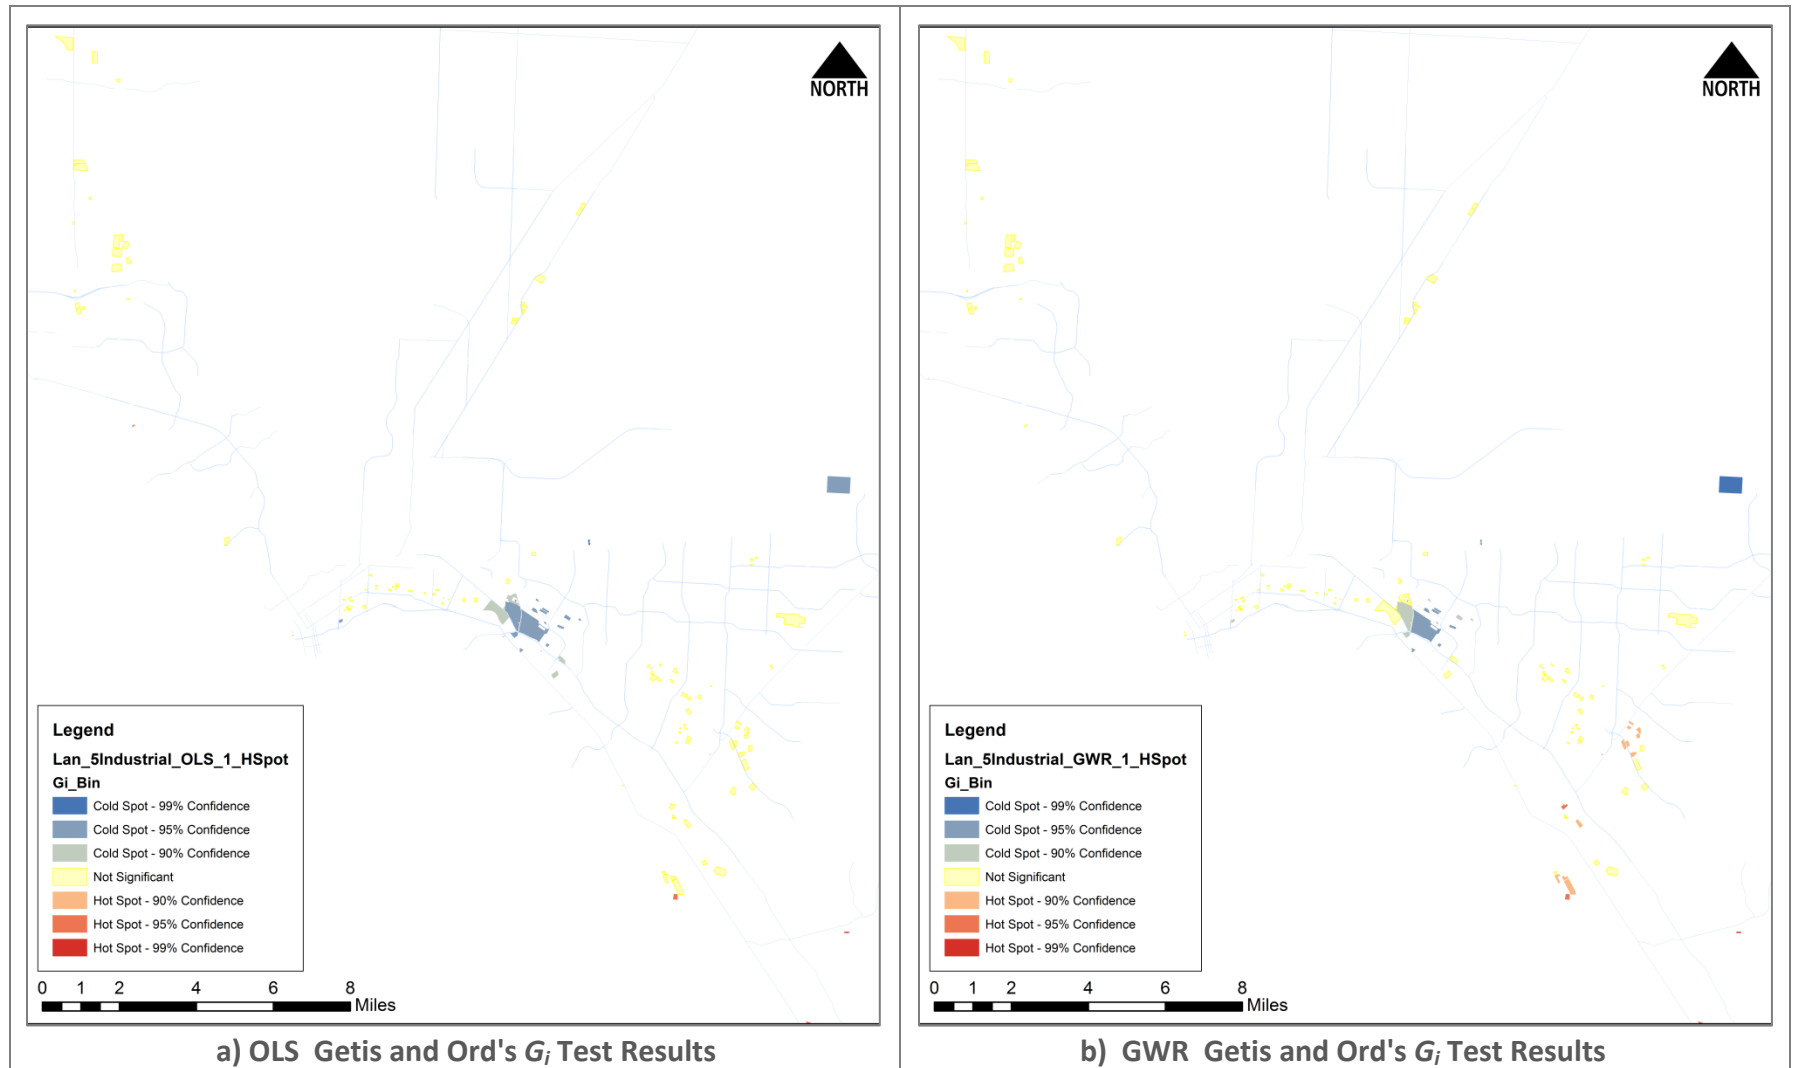 NORTH
Legend
Lan_5Industrial_OLS_1_HSpot
Gi_Bin
Cold Spot - 99% Confidence
Cold Spot - 95% Confidence
Cold Spot - 90% Confidence
Not Significant
Hot Spot - 90% Confidence
Hot Spot - 95% Confidence
Hot Spot - 99% Confidence
0 1 2 4 6 8
Miles
a) OLS Getis and Ord's Gi Test Results
NORTH
Legend
Lan_5Industrial_GWR_1_HSpot
Gi_Bin
Cold Spot - 99% Confidence
Cold Spot - 95% Confidence
Cold Spot - 90% Confidence
Not Significant
Hot Spot - 90% Confidence
Hot Spot - 95% Confidence
Hot Spot - 99% Confidence
0 1 2 4 6 8
Miles
b) GWR Getis and Ord's Gi Test Results